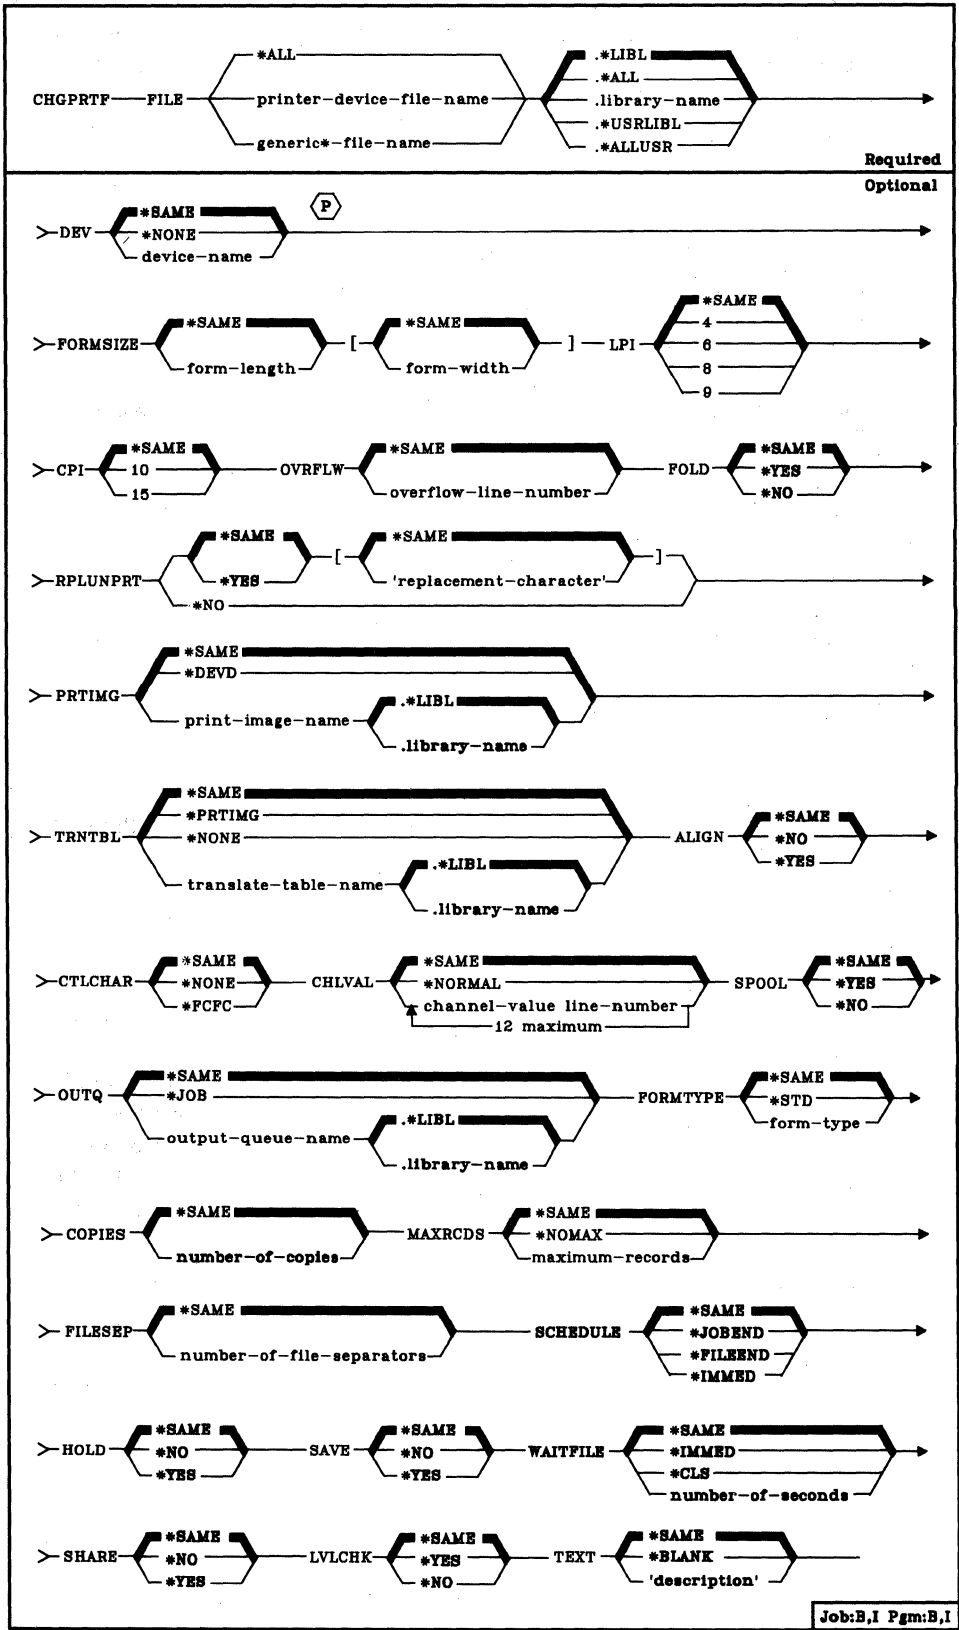 *ALL
.*LIBL
.*ALL
CHGPRTF FILE printer-device-file-name .library-name
.*USRLIBL
generic*-file-name .*ALLUSR
Required
Optional
P
*SAME
DEV *NONE
device-name
*SAME
*SAME *SAME 4
FORMSIZE [ ] LPI 6
form-length form-width 8
9
*SAME *SAME *SAME
CPI 10 OVRFLW FOLD *YES
15 overflow-line-number *NO
*SAME [ *SAME ]
*YES 'replacement-character'
RPLUNPRT
*NO
*SAME
*DEVD
PRTIMG .*LIBL
print-image-name
.library-name
*SAME
*PRTIMG *SAME
TRNTBL *NONE ALIGN *NO
.*LIBL *YES
translate-table-name
.library-name
*SAME *SAME *SAME
CTLCHAR *NONE CHLVAL *NORMAL SPOOL *YES
*FCFC channel-value line-number *NO
12 maximum
*SAME *SAME
OUTQ *JOB FORMTYPE *STD
.*LIBL form-type
output-queue-name
.library-name
*SAME *SAME
COPIES MAXRCDS *NOMAX
number-of-copies maximum-records
*SAME *SAME
FILESEP SCHEDULE *JOBEND
number-of-file-separators *FILEEND
*IMMED
*SAME *SAME *SAME
HOLD *NO SAVE *NO WAITFILE *IMMED
*YES *YES *CLS
number-of-seconds
*SAME *SAME *SAME
SHARE *NO LVLCHK *YES TEXT *BLANK
*YES *NO 'description'
Job:B,I Pgm:B,I